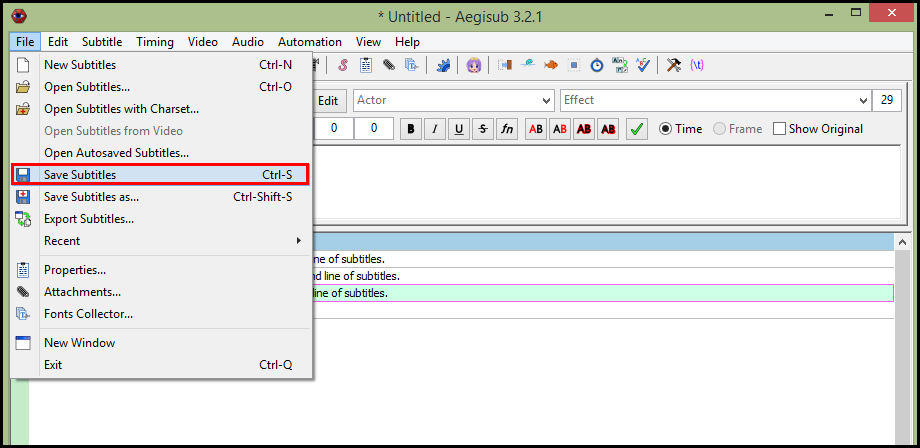 * Untitled - Aegisub 3.2.1
File Edit Subtitle Timing Video Audio Automation View Help
New Subtitles Ctrl-N
Open Subtitles... Ctrl-O
Open Subtitles with Charset...
Open Subtitles from Video
Open Autosaved Subtitles...
Save Subtitles Ctrl-S
Save Subtitles as... Ctrl-Shift-S
Export Subtitles...
Recent
Properties...
Attachments...
Fonts Collector...
New Window
Exit Ctrl-Q
S {\t}
Edit Actor Effect 29
0 0 B I U S fn AB AB AB AB Time Frame Show Original
ne of subtitles.
nd line of subtitles.
line of subtitles.